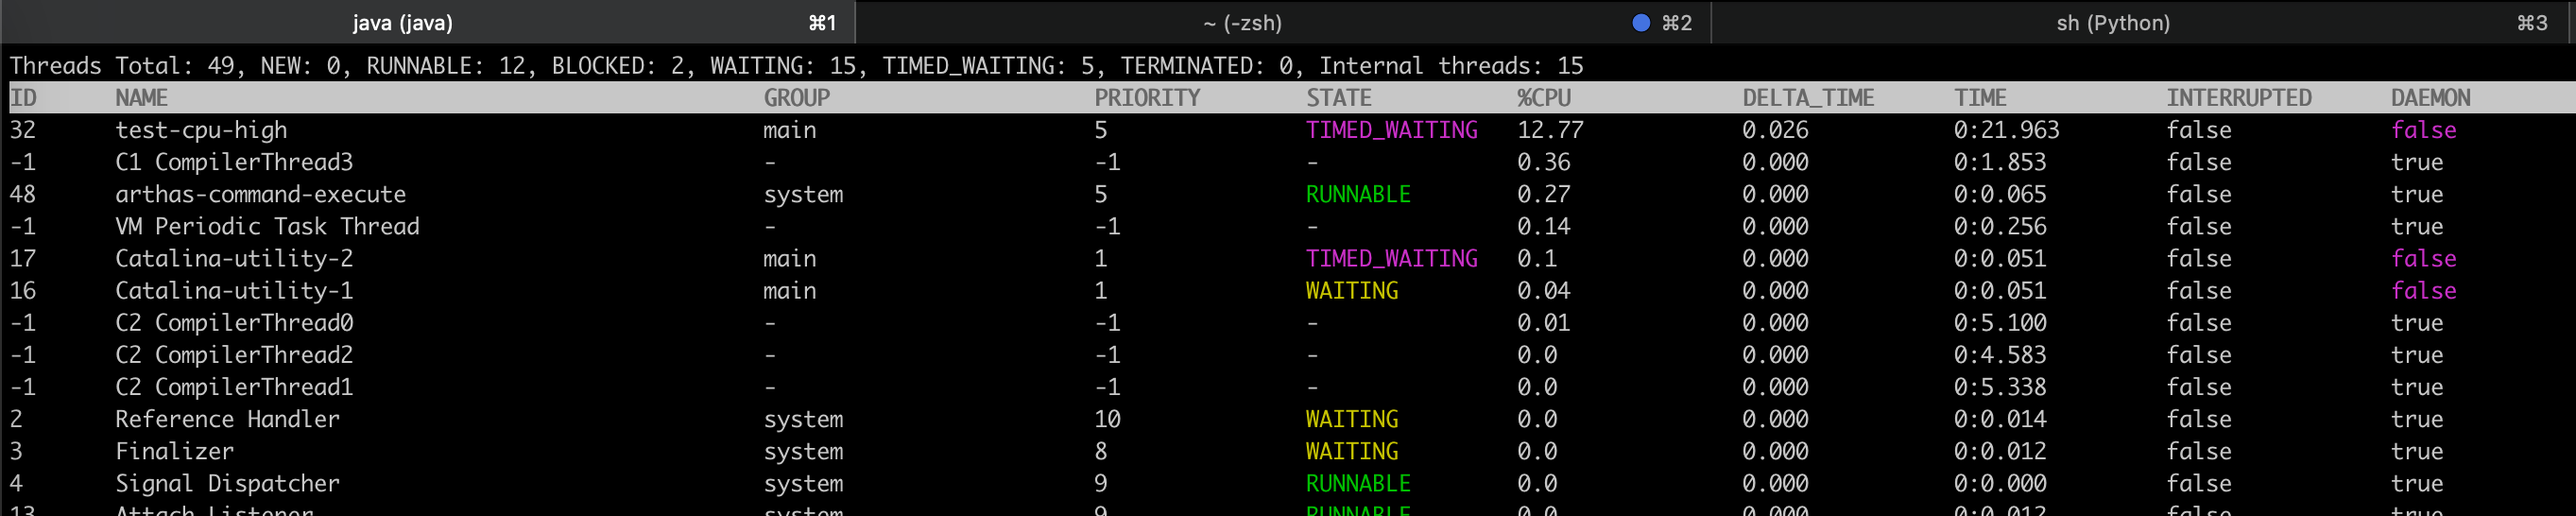 java (java) ⌘1 ~ (-zsh) ⌘2 sh (Python) ⌘3
Threads Total: 49, NEW: 0, RUNNABLE: 12, BLOCKED: 2, WAITING: 15, TIMED_WAITING: 5, TERMINATED: 0, Internal threads: 15
ID NAME GROUP PRIORITY STATE %CPU DELTA_TIME TIME INTERRUPTED DAEMON
32 test-cpu-high main 5 TIMED_WAITING 12.77 0.026 0:21.963 false false
-1 C1 CompilerThread3 - -1 - 0.36 0.000 0:1.853 false true
48 arthas-command-execute system 5 RUNNABLE 0.27 0.000 0:0.065 false true
-1 VM Periodic Task Thread - -1 - 0.14 0.000 0:0.256 false true
17 Catalina-utility-2 main 1 TIMED_WAITING 0.1 0.000 0:0.051 false false
16 Catalina-utility-1 main 1 WAITING 0.04 0.000 0:0.051 false false
-1 C2 CompilerThread0 - -1 - 0.01 0.000 0:5.100 false true
-1 C2 CompilerThread2 - -1 - 0.0 0.000 0:4.583 false true
-1 C2 CompilerThread1 - -1 - 0.0 0.000 0:5.338 false true
2 Reference Handler system 10 WAITING 0.0 0.000 0:0.014 false true
3 Finalizer system 8 WAITING 0.0 0.000 0:0.012 false true
4 Signal Dispatcher system 9 RUNNABLE 0.0 0.000 0:0.000 false true
13 Attach Listener system 9 RUNNABLE 0.0 0.000 0:0.012 false true